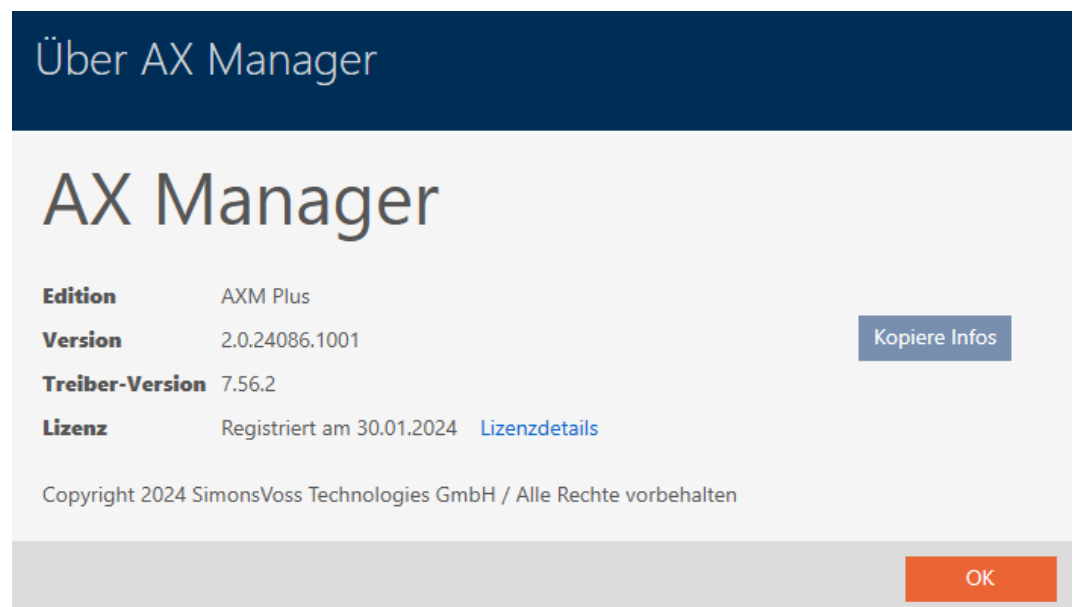 Über AX Manager
AX Manager
Edition AXM Plus
Version 2.0.24086.1001
Kopiere Infos
Treiber-Version 7.56.2
Lizenz Registriert am 30.01.2024 Lizenzdetails
Copyright 2024 SimonsVoss Technologies GmbH / Alle Rechte vorbehalten
OK